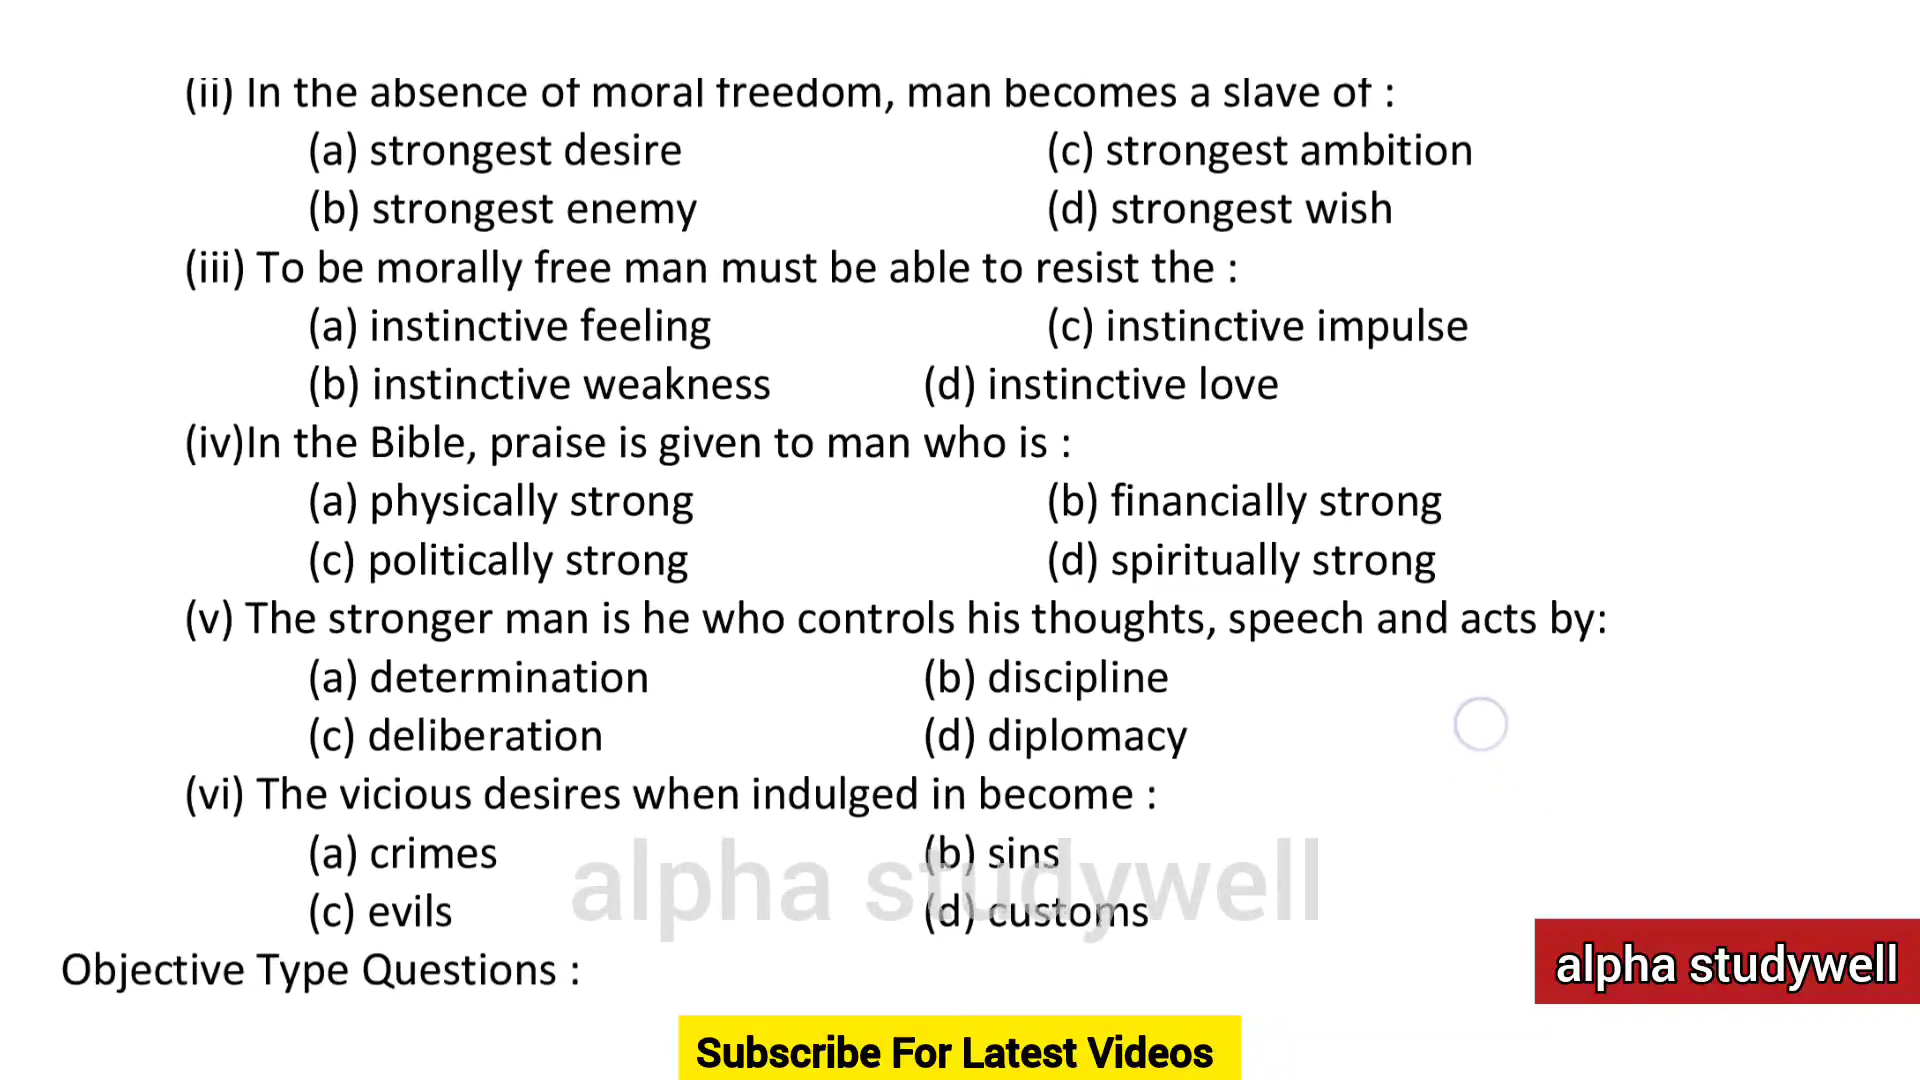 (ii) In the absence of moral freedom, man becomes a slave of :
(a) strongest desire (c) strongest ambition
(b) strongest enemy (d) strongest wish
(iii) To be morally free man must be able to resist the :
(a) instinctive feeling (c) instinctive impulse
(b) instinctive weakness (d) instinctive love
(iv)In the Bible, praise is given to man who is :
(a) physically strong (b) financially strong
(c) politically strong (d) spiritually strong
(v) The stronger man is he who controls his thoughts, speech and acts by:
(a) determination (b) discipline
(c) deliberation (d) diplomacy
(vi) The vicious desires when indulged in become :
(a) crimes (b) sins
alpha studywell
(c) evils (d) customs
Objective Type Questions :
alpha studywell
Subscribe For Latest Videos